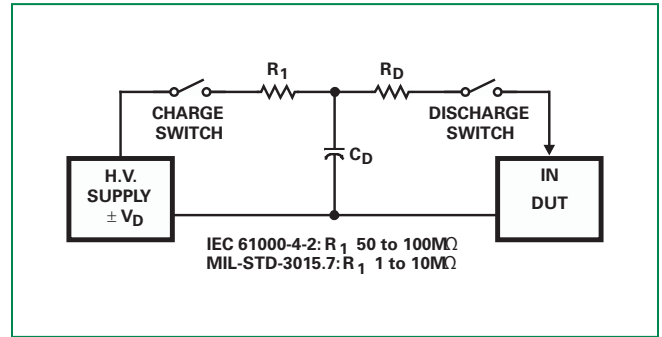 R1
RD
CHARGE
SWITCH
DISCHARGE
SWITCH
CD
H.V.
SUPPLY
± VD
IN
DUT
IEC 61000-4-2: R1 50 to 100MΩ
MIL-STD-3015.7: R1 1 to 10MΩ